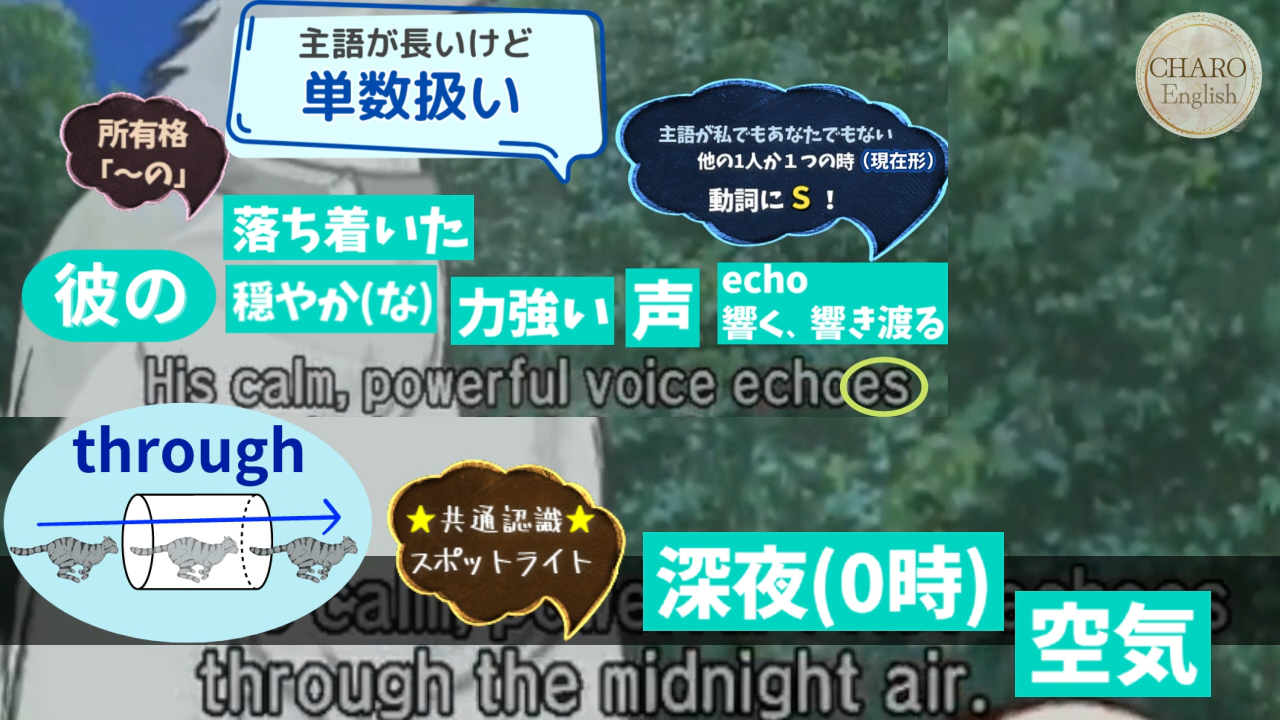 主語が長いけど
単数扱い
CHARO
English
所有格
「～の」
主語が私でもあなたでもない
他の1人か１つの時（現在形）
動詞に S ！
落ち着いた
彼の
穏やか(な)
力強い
声
echo
響く、響き渡る
His calm, powerful voice echoes
through
★共通認識★
スポットライト
深夜(0時)
空気
calm, powe echoes
through the midnight air.